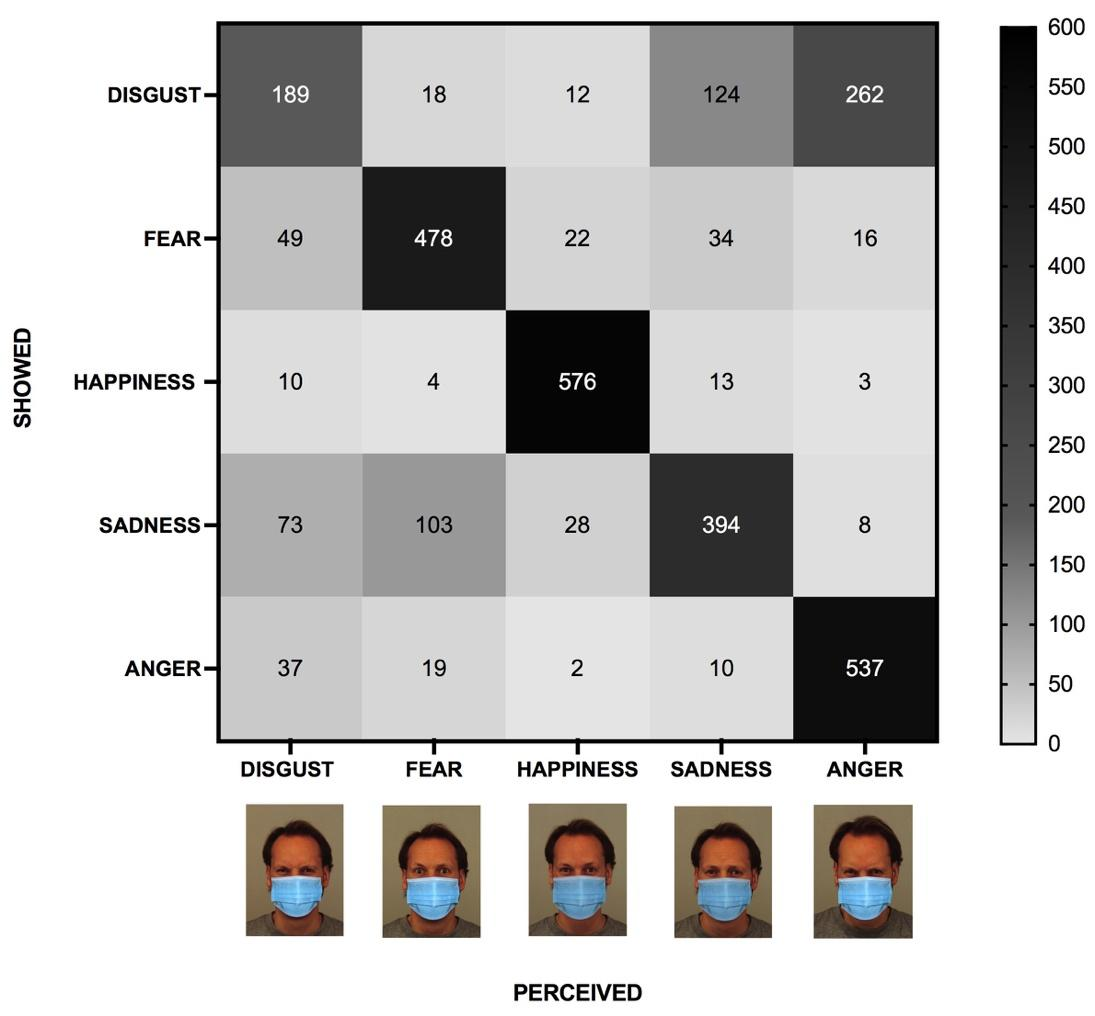 600
DISGUST 189 18 12 124 262
550
500
450
FEAR 49 478 22 34 16
400
350
SHOWED
HAPPINESS 10 4 576 13 3
300
250
200
SADNESS 73 103 28 394 8
150
100
ANGER 37 19 2 10 537
50
0
DISGUST FEAR HAPPINESS SADNESS ANGER
PERCEIVED